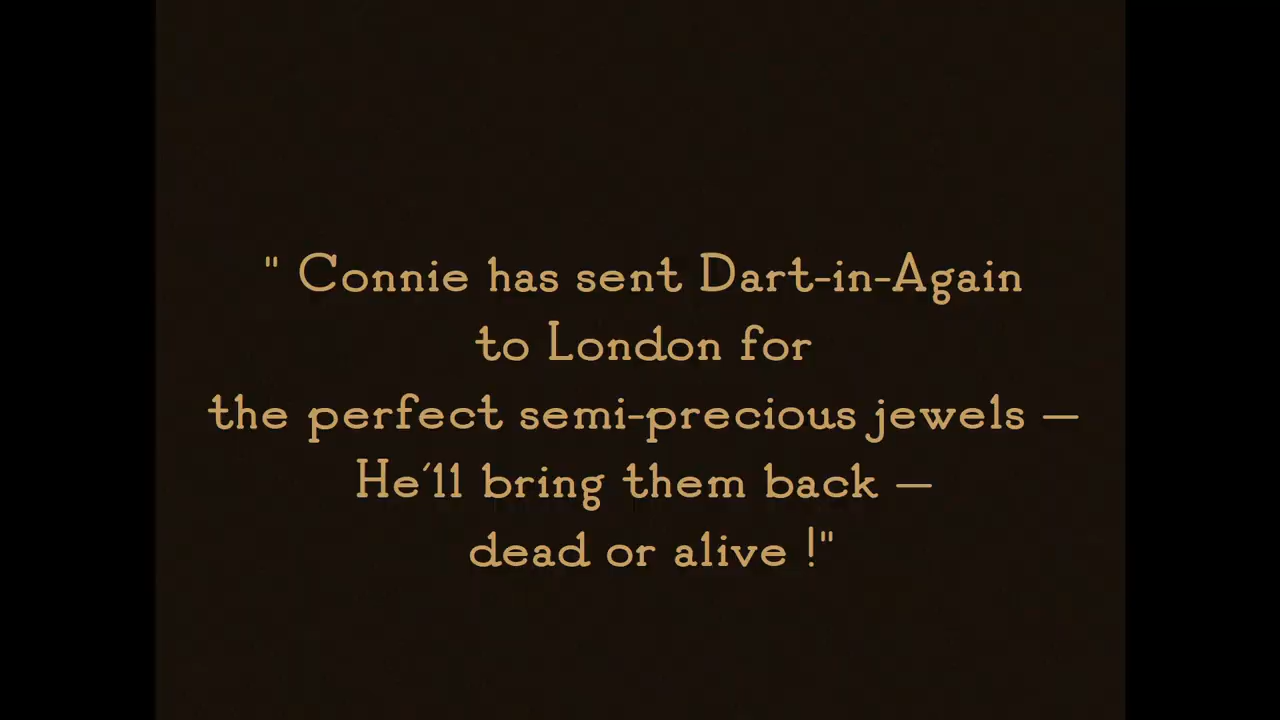 " Connie has sent Dart-in-Again
to London for
the perfect semi-precious jewels —
He'll bring them back —
dead or alive !"